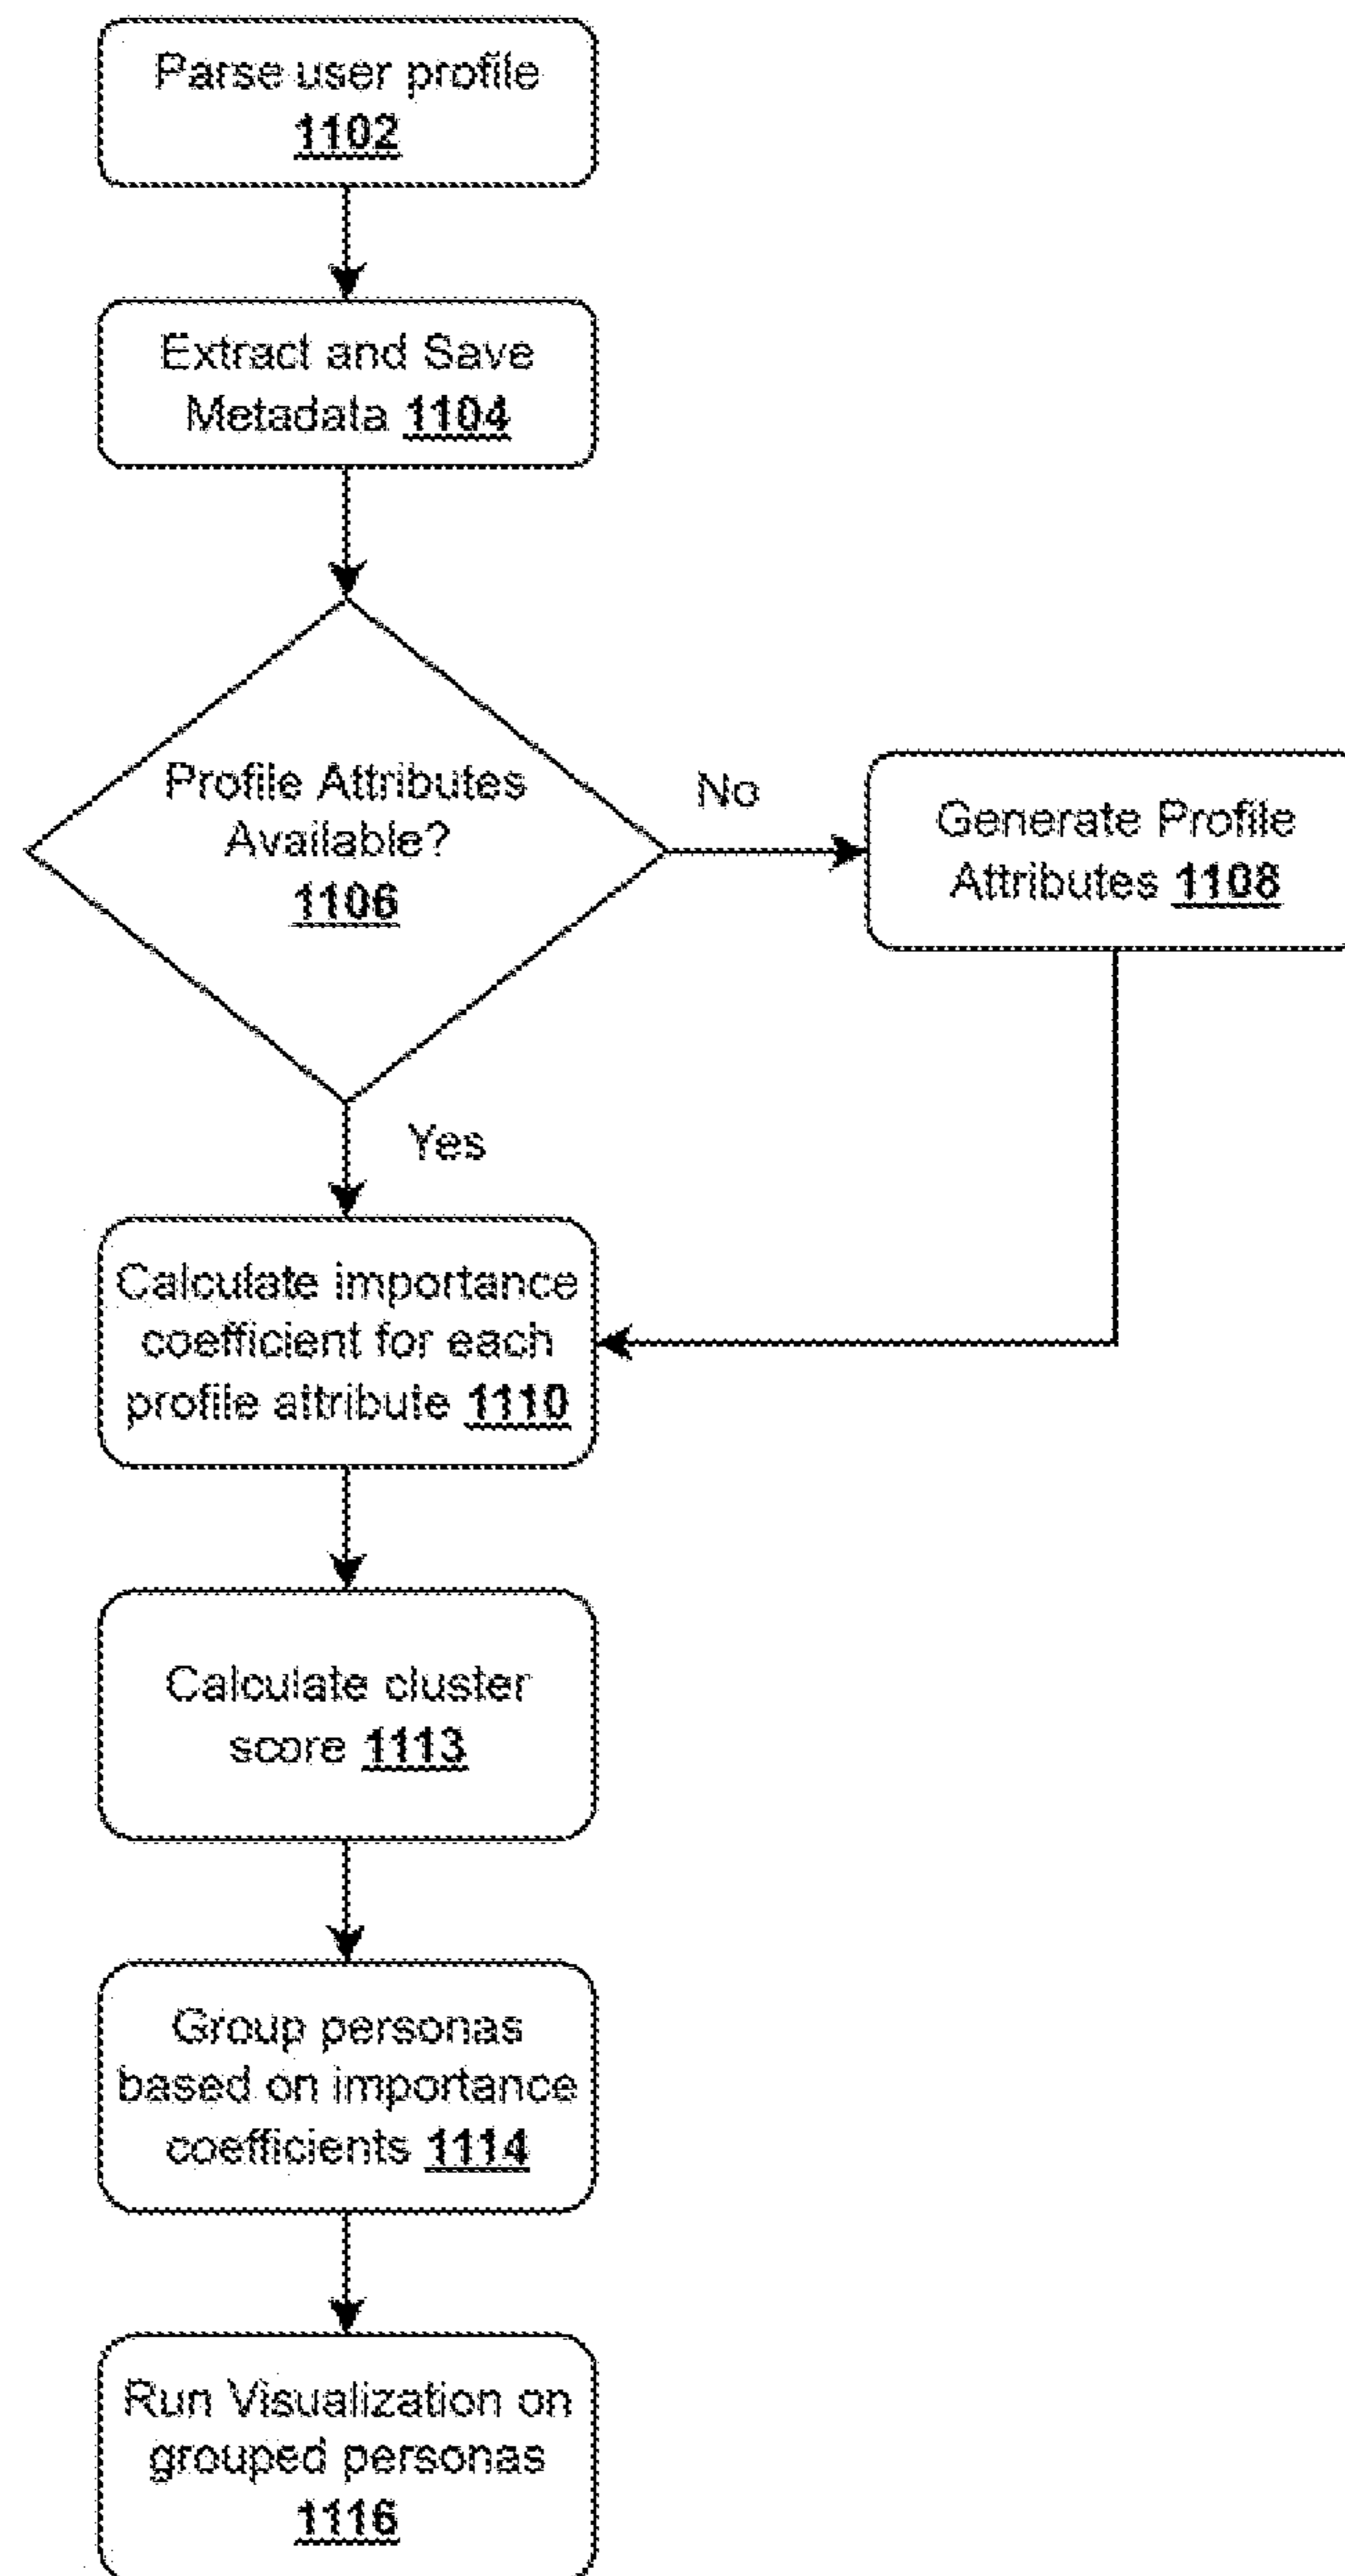 Parse user profile
1102
Extract and Save
Metadata 1104
Profile Attributes
Available?
1106
No
Generate Profile
Attributes 1108
Yes
Calculate importance
coefficient for each
profile attribute 1110
Calculate cluster
score 1113
Group personas
based on importance
coefficients 1114
Run Visualization on
grouped personas
1116